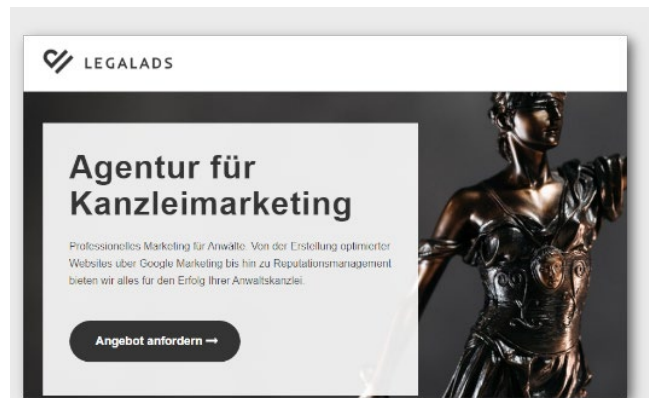 LEGALADS
Agentur für
Kanzleimarketing
Professionelles Marketing für Anwälte. Von der Erstellung optimierter
Websites über Google Marketing bis hin zu Reputationsmanagement
bieten wir alles für den Erfolg Ihrer Anwaltskanzlei.
Angebot anfordern →